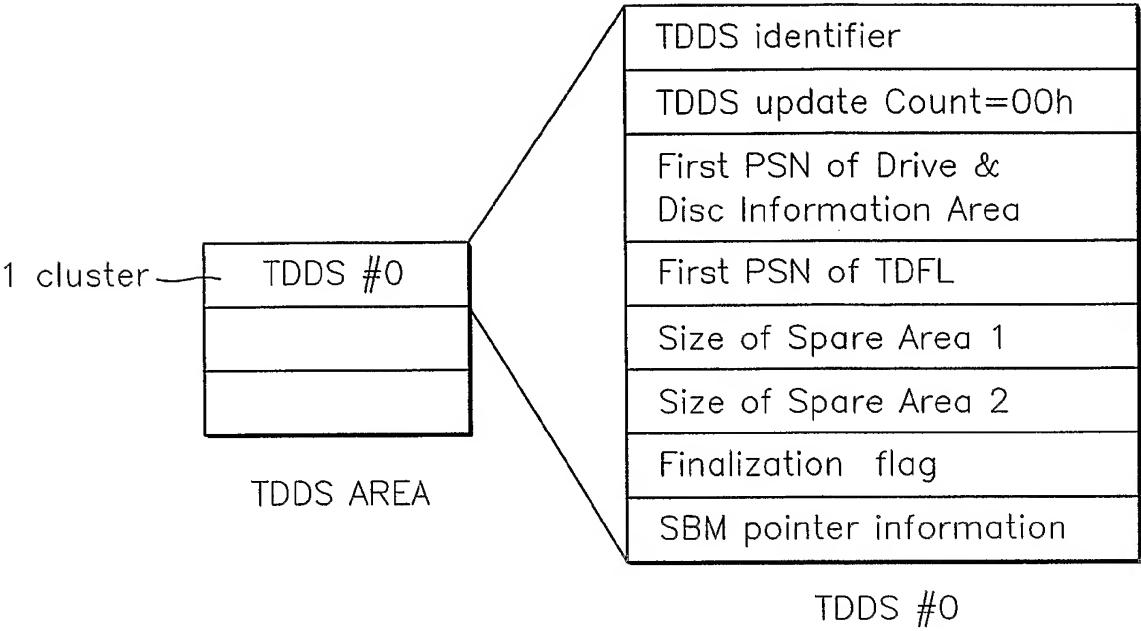 1 cluster
TDDS #0
TDDS AREA
TDDS identifier
TDDS update Count=00h
First PSN of Drive &
Disc Information Area
First PSN of TDFL
Size of Spare Area 1
Size of Spare Area 2
Finalization flag
SBM pointer information
TDDS #0